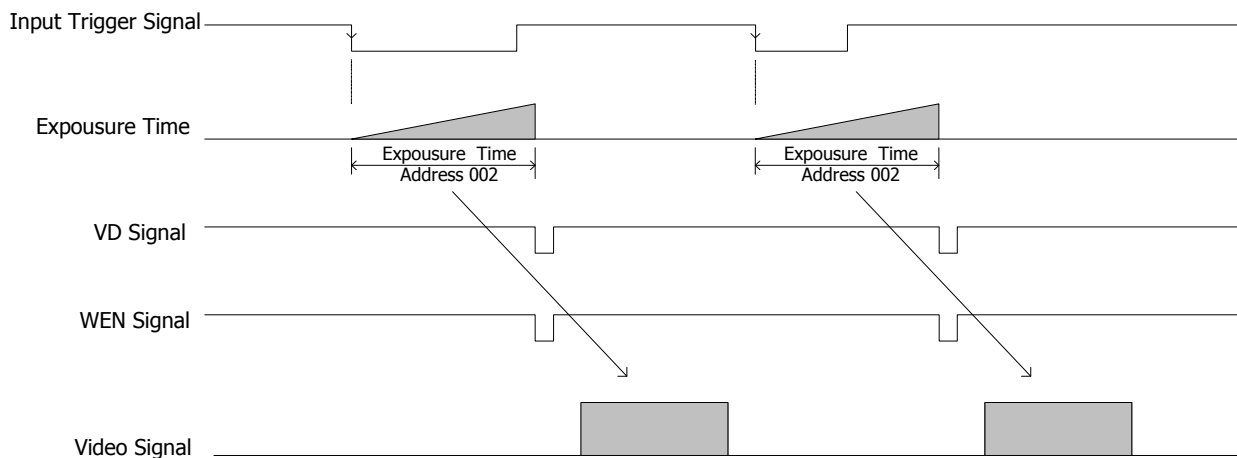 Input Trigger Signal
Expousure Time
Expousure Time
Address 002
Expousure Time
Address 002
VD Signal
WEN Signal
Video Signal